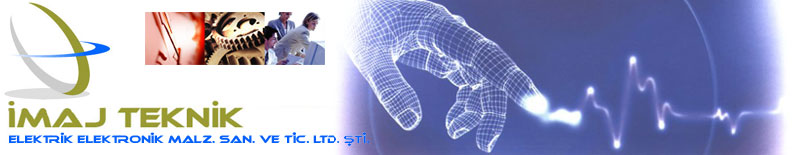 İMAJ TEKNİK
ELEKTRİK ELEKTRONİK MALZ. SAN. VE TİC. LTD. ŞTİ.